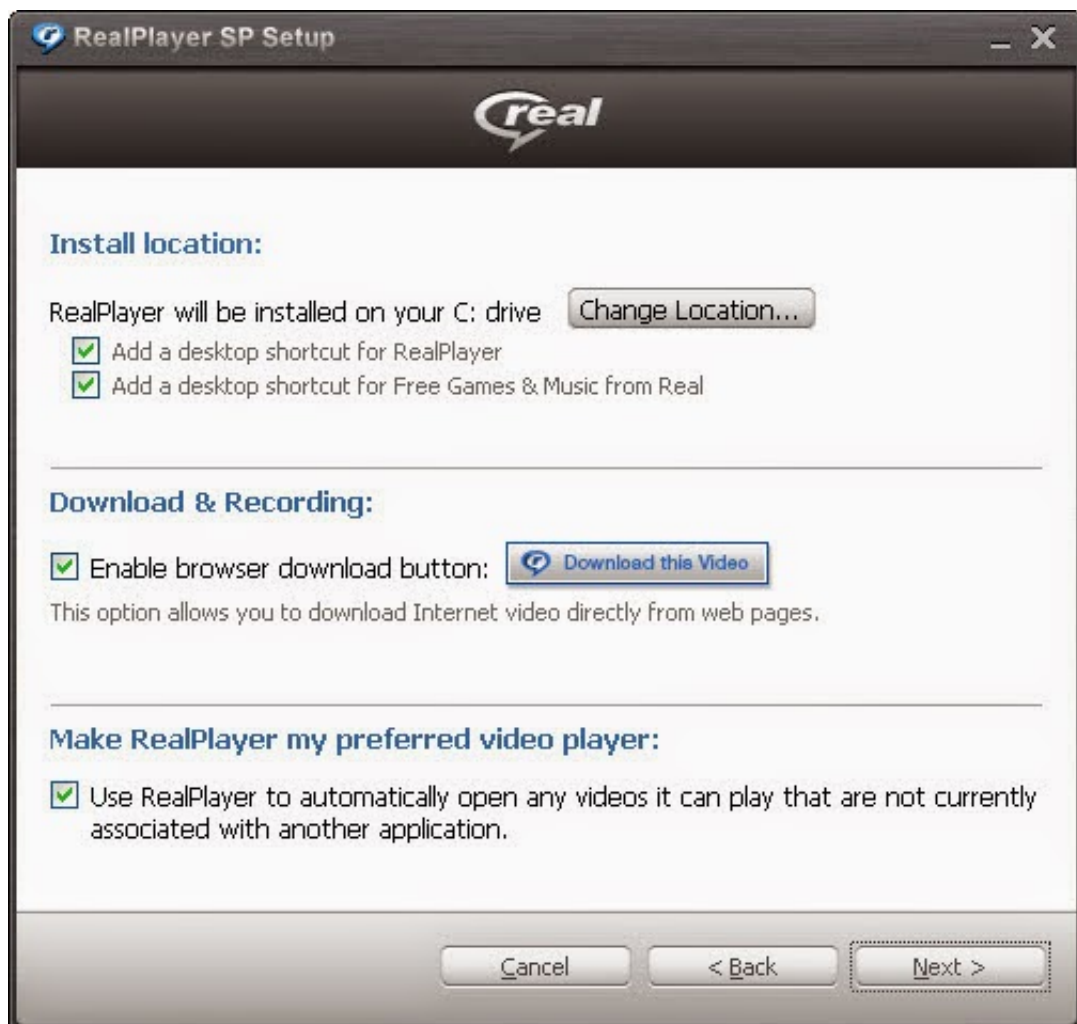 RealPlayer SP Setup
real
Install location:
RealPlayer will be installed on your C: drive Change Location...
Add a desktop shortcut for RealPlayer
Add a desktop shortcut for Free Games & Music from Real
Download & Recording:
Enable browser download button: Download this Video
This option allows you to download Internet video directly from web pages.
Make RealPlayer my preferred video player:
Use RealPlayer to automatically open any videos it can play that are not currently
associated with another application.
Cancel < Back Next >